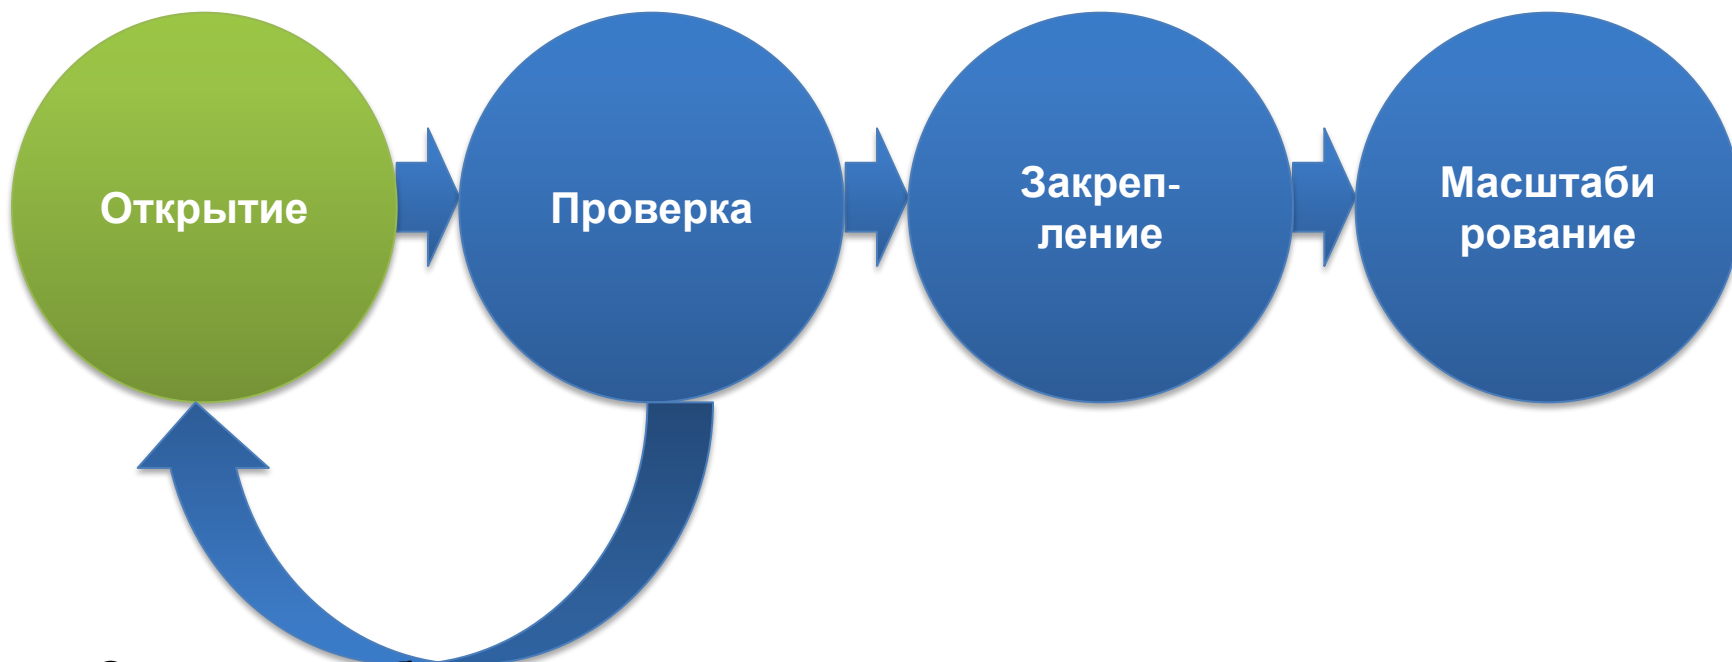 Открытие
Проверка
Закреп-
ление
Масштаби
рование